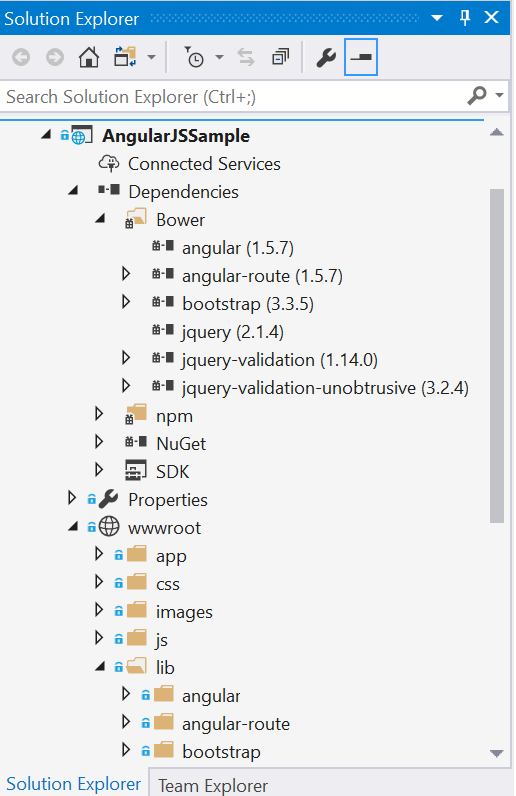 Solution Explorer
Search Solution Explorer (Ctrl+;)
AngularJSSample
Connected Services
Dependencies
Bower
angular (1.5.7)
angular-route (1.5.7)
bootstrap (3.3.5)
jquery (2.1.4)
jquery-validation (1.14.0)
jquery-validation-unobtrusive (3.2.4)
npm
NuGet
SDK
Properties
wwwroot
app
css
images
js
lib
angular
angular-route
bootstrap
Solution Explorer Team Explorer